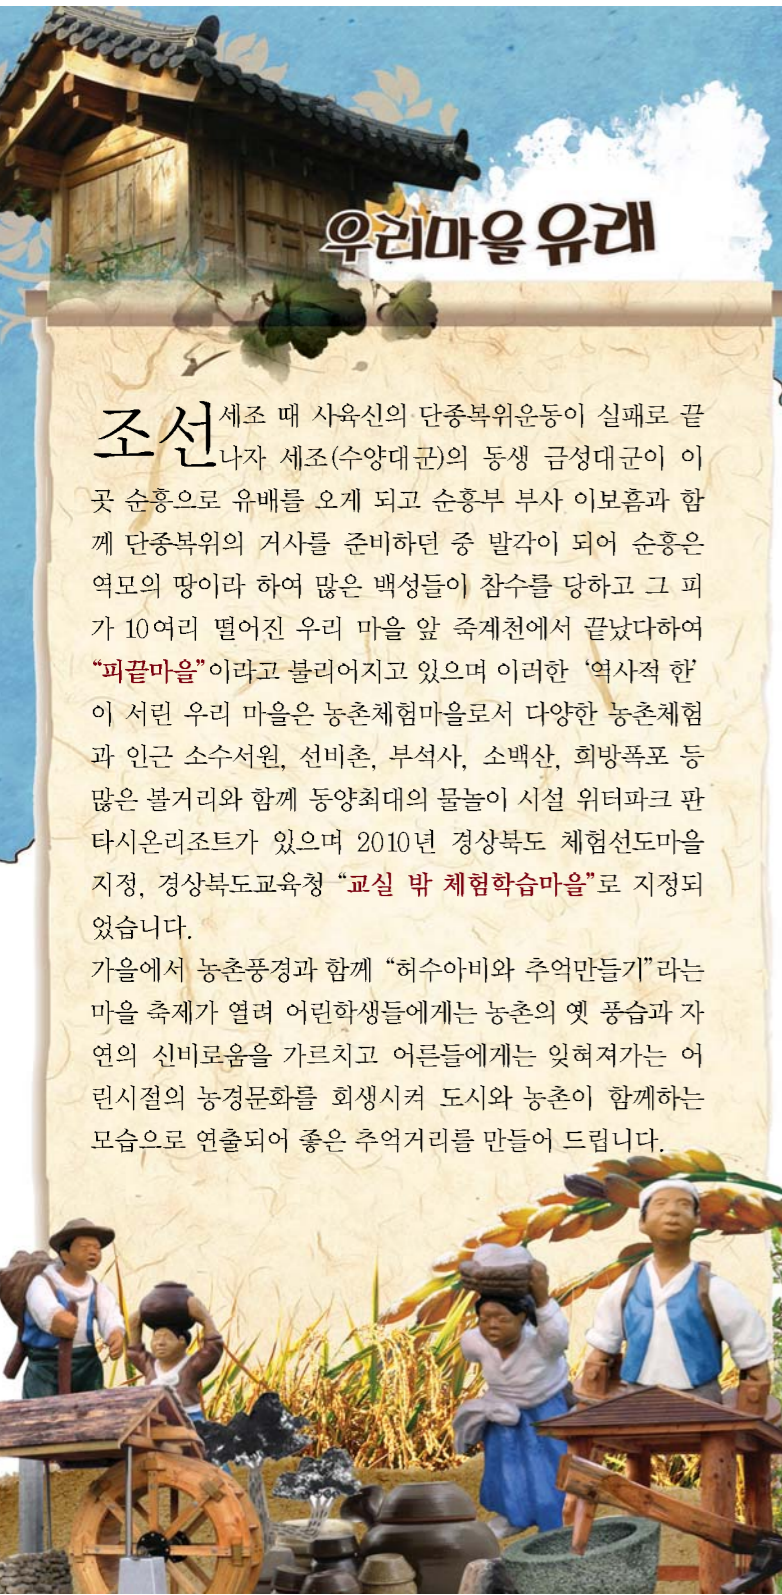 우리마을 유래
조선세조 때 사육신의 단종복위운동이 실패로 끝
나자 세조(수양대군)의 동생 금성대군이 이
곳 순흥으로 유배를 오게 되고 순흥부 부사 이보흠과 함
께 단종복위의 거사를 준비하던 중 발각이 되어 순흥은
역모의 땅이라 하여 많은 백성들이 참수를 당하고 그 피
가 10여리 떨어진 우리 마을 앞 죽계천에서 끝났다하여
“피끝마을”이라고 불리어지고 있으며 이러한 ‘역사적 한’
이 서린 우리 마을은 농촌체험마을로서 다양한 농촌체험
과 인근 소수서원, 선비촌, 부석사, 소백산, 희방폭포 등
많은 볼거리와 함께 동양최대의 물놀이 시설 워터파크 판
타시온리조트가 있으며 2010년 경상북도 체험선도마을
지정, 경상북도교육청 “교실 밖 체험학습마을”로 지정되
었습니다.
가을에서 농촌풍경과 함께 “허수아비와 추억만들기”라는
마을 축제가 열려 어린학생들에게는 농촌의 옛 풍습과 자
연의 신비로움을 가르치고 어른들에게는 잊혀져가는 어
린시절의 농경문화를 회생시켜 도시와 농촌이 함께하는
모습으로 연출되어 좋은 추억거리를 만들어 드립니다.